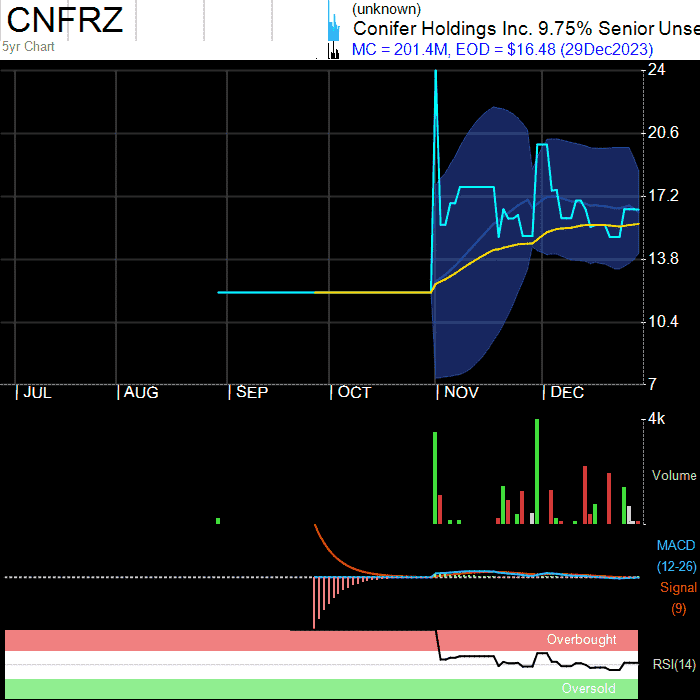 CNFRZ
(unknown)
Conifer Holdings Inc. 9.75% Senior Unse
5yr Chart
MC = 201.4M, EOD = $16.48 (29Dec2023)
24
20.6
17.2
13.8
10.4
7
JUL AUG SEP OCT NOV DEC
4k
Volume
MACD
(12-26)
Signal
(9)
Overbought
RSI(14)
Oversold